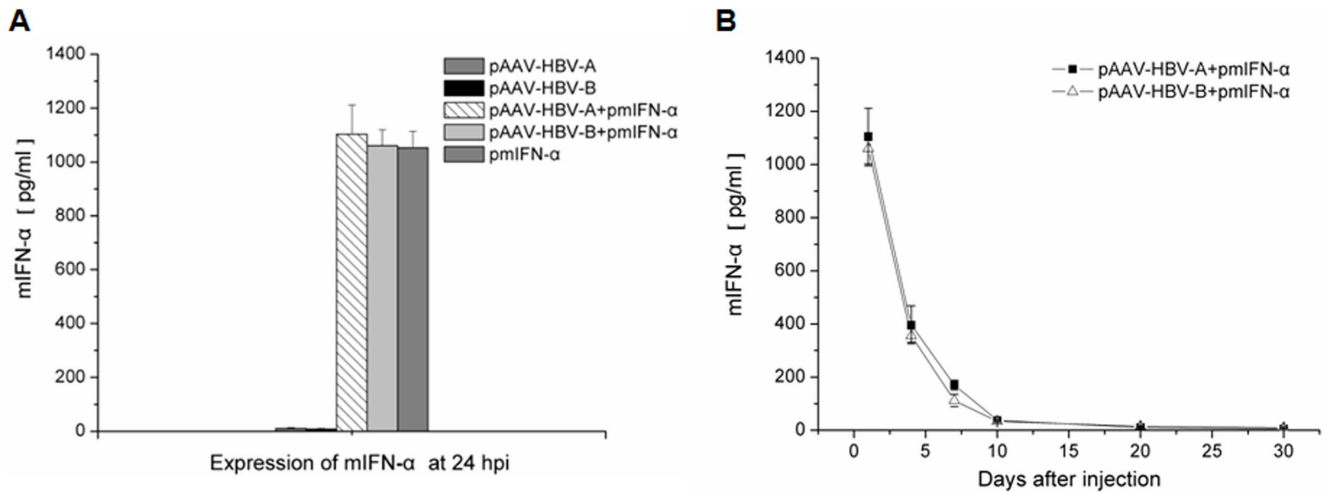 A
1400
1200
1000
800
600
400
200
0
mIFN-α [ pg/ml ]
pAAV-HBV-A
pAAV-HBV-B
pAAV-HBV-A+pmIFN-α
pAAV-HBV-B+pmIFN-α
pmIFN-α
Expression of mIFN-α at 24 hpi
B
1400
1200
1000
800
600
400
200
0
mIFN-α [ pg/ml ]
pAAV-HBV-A+pmIFN-α
pAAV-HBV-B+pmIFN-α
0 5 10 15 20 25 30
Days after injection